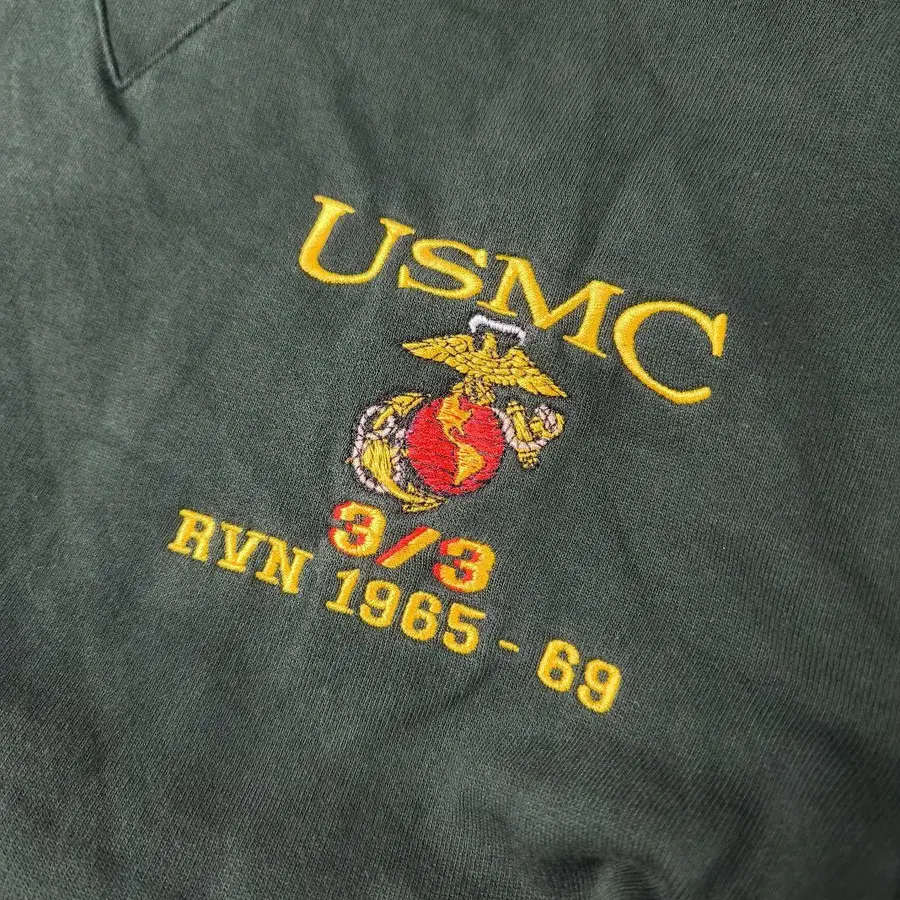 USMC
3/3
RVN 1965 - 69